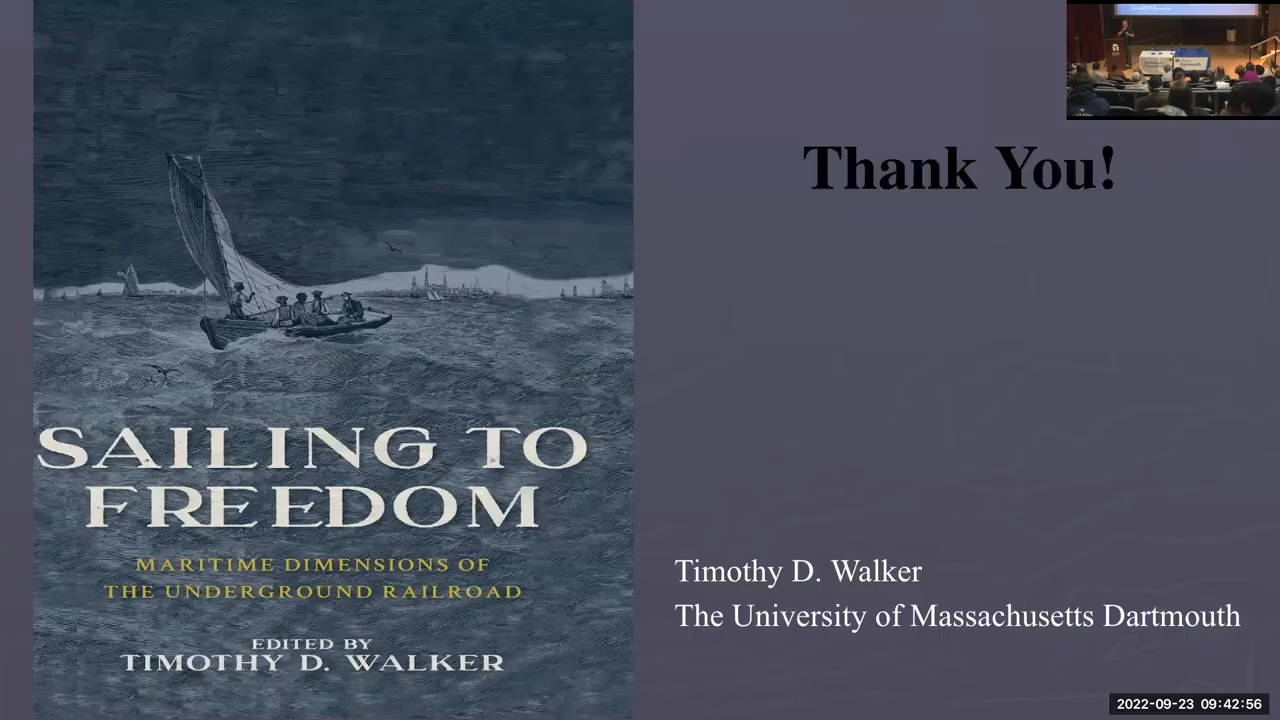 Thank You!
SAILING TO
FREEDOM
MARITIME DIMENSIONS OF
THE UNDERGROUND RAILROAD
EDITED BY
TIMOTHY D. WALKER
Timothy D. Walker
The University of Massachusetts Dartmouth
2022-09-23 09:42:56